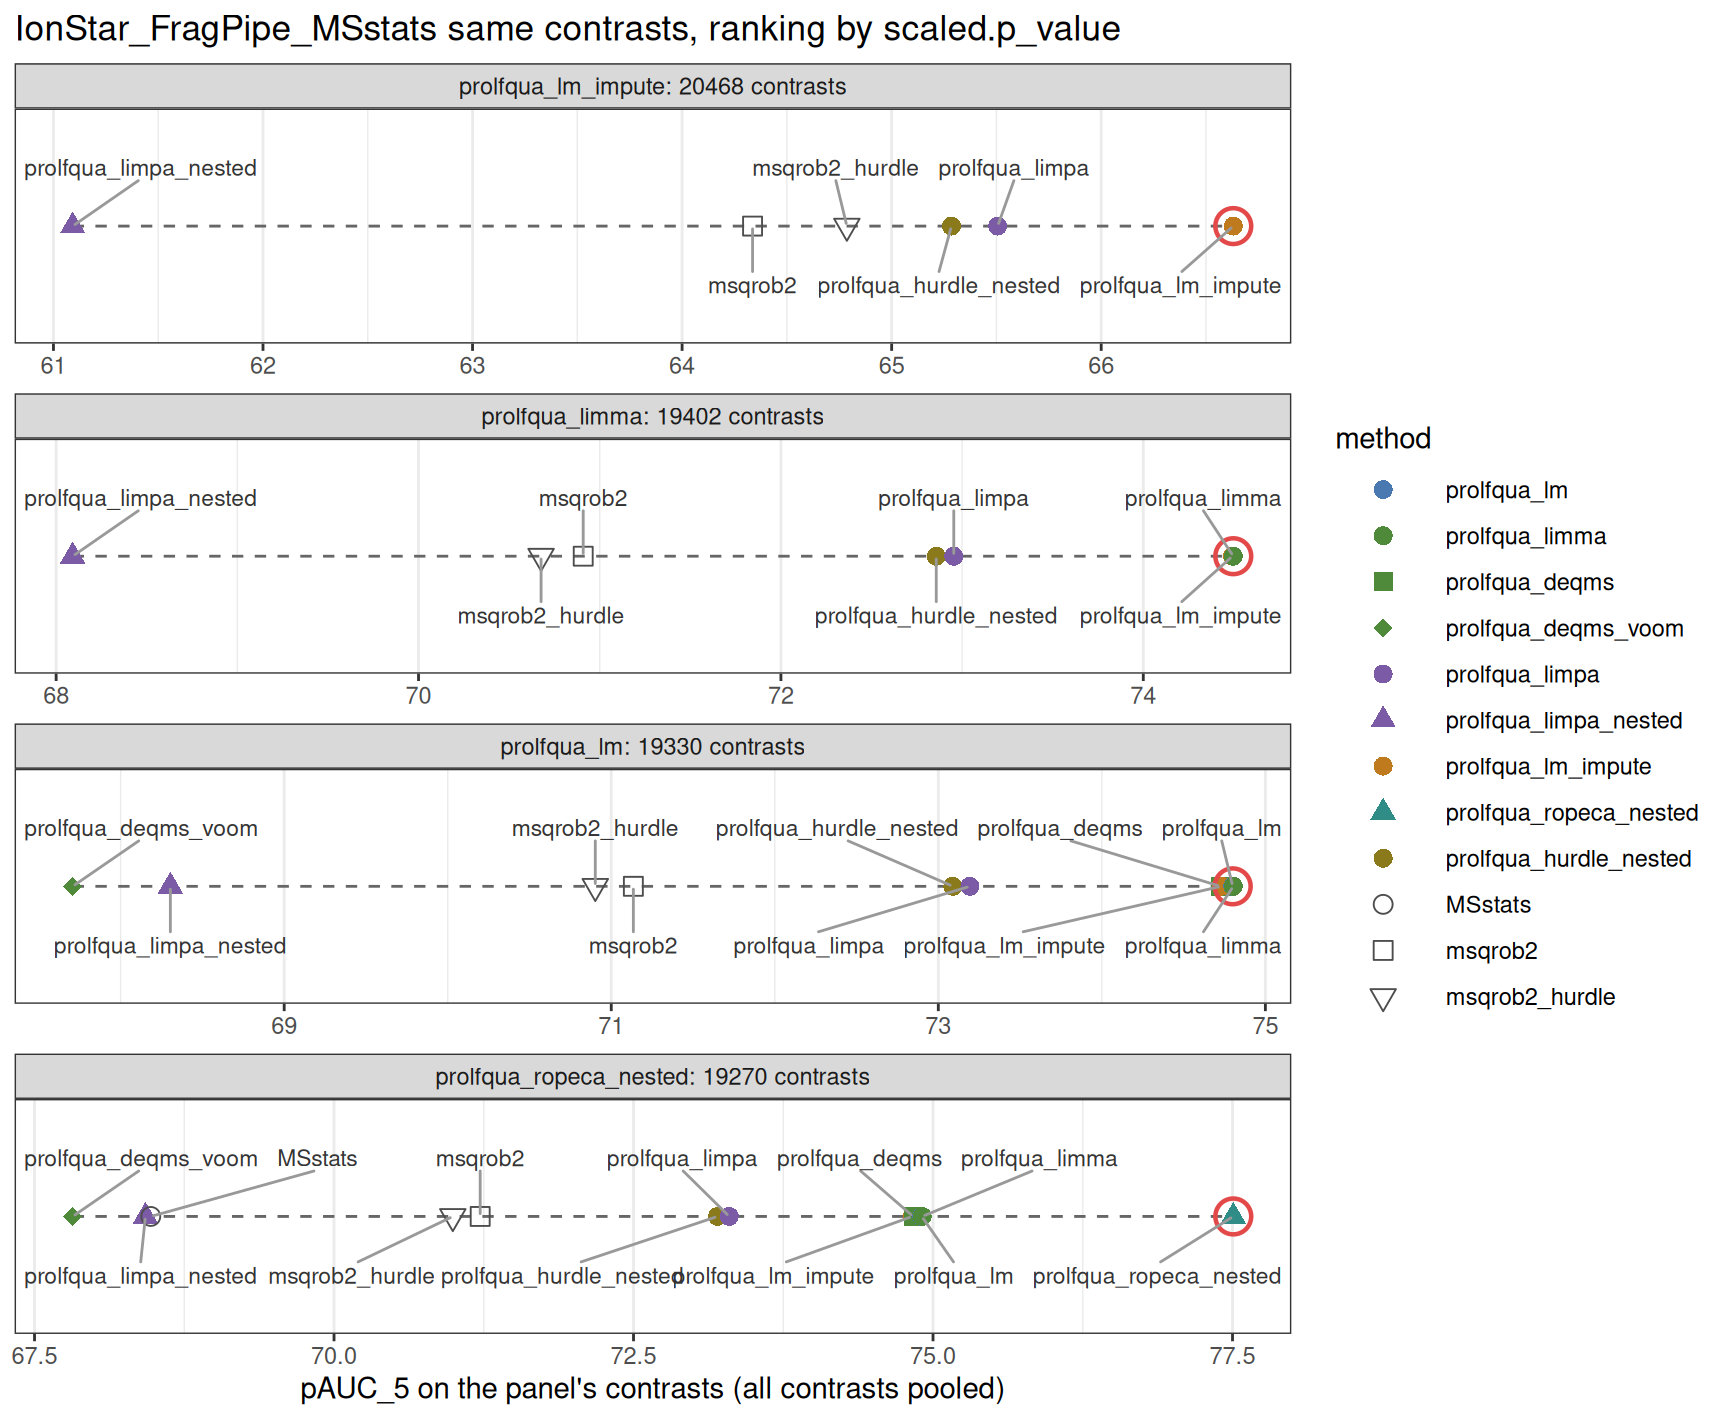 IonStar_FragPipe_MSstats same contrasts, ranking by scaled.p_value
prolfqua_lm_impute: 20468 contrasts
prolfqua_limpa_nested
msqrob2_hurdle
prolfqua_limpa
msqrob2
prolfqua_hurdle_nested
prolfqua_lm_impute
61
62
63
64
65
66
prolfqua_limma: 19402 contrasts
prolfqua_limpa_nested
msqrob2
prolfqua_limpa
prolfqua_limma
msqrob2_hurdle
prolfqua_hurdle_nested
prolfqua_lm_impute
68
70
72
74
prolfqua_lm: 19330 contrasts
prolfqua_deqms_voom
msqrob2_hurdle
prolfqua_hurdle_nested
prolfqua_deqms
prolfqua_lm
prolfqua_limpa_nested
msqrob2
prolfqua_limpa
prolfqua_lm_impute
prolfqua_limma
69
71
73
75
prolfqua_ropeca_nested: 19270 contrasts
prolfqua_deqms_voom
MSstats
msqrob2
prolfqua_limpa
prolfqua_deqms
prolfqua_limma
prolfqua_limpa_nested
msqrob2_hurdle
prolfqua_hurdle_nested
prolfqua_lm_impute
prolfqua_lm
prolfqua_ropeca_nested
67.5
70.0
72.5
75.0
77.5
pAUC_5 on the panel's contrasts (all contrasts pooled)
method
prolfqua_lm
prolfqua_limma
prolfqua_deqms
prolfqua_deqms_voom
prolfqua_limpa
prolfqua_limpa_nested
prolfqua_lm_impute
prolfqua_ropeca_nested
prolfqua_hurdle_nested
MSstats
msqrob2
msqrob2_hurdle